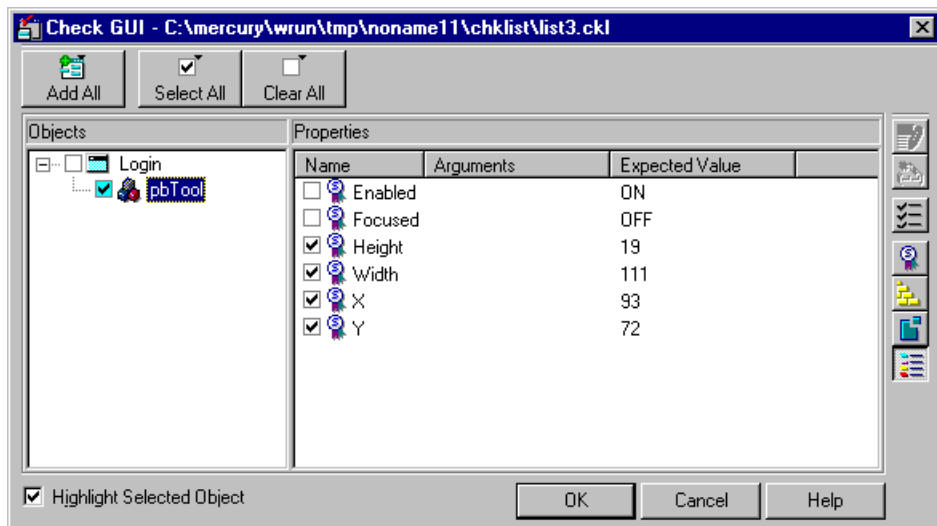 Check GUI - C:\mercury\wrun\tmp\noname11\chklist\list3.ckl
Add All Select All Clear All
Objects Properties
Login
pbTool
Name Arguments Expected Value
Enabled ON
Focused OFF
Height 19
Width 111
X 93
Y 72
Highlight Selected Object OK Cancel Help